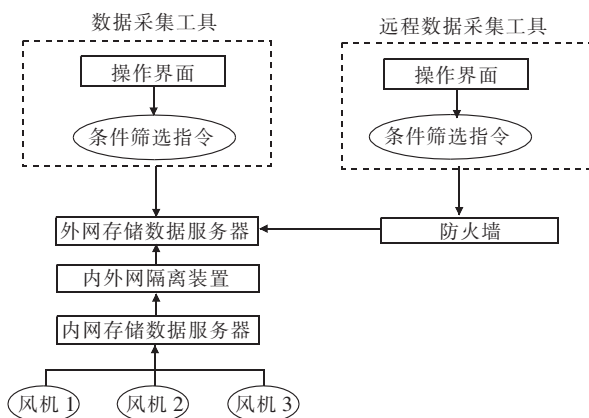 数据采集工具
远程数据采集工具
操作界面
操作界面
条件筛选指令
条件筛选指令
外网存储数据服务器
防火墙
内外网隔离装置
内网存储数据服务器
风机 1
风机 2
风机 3